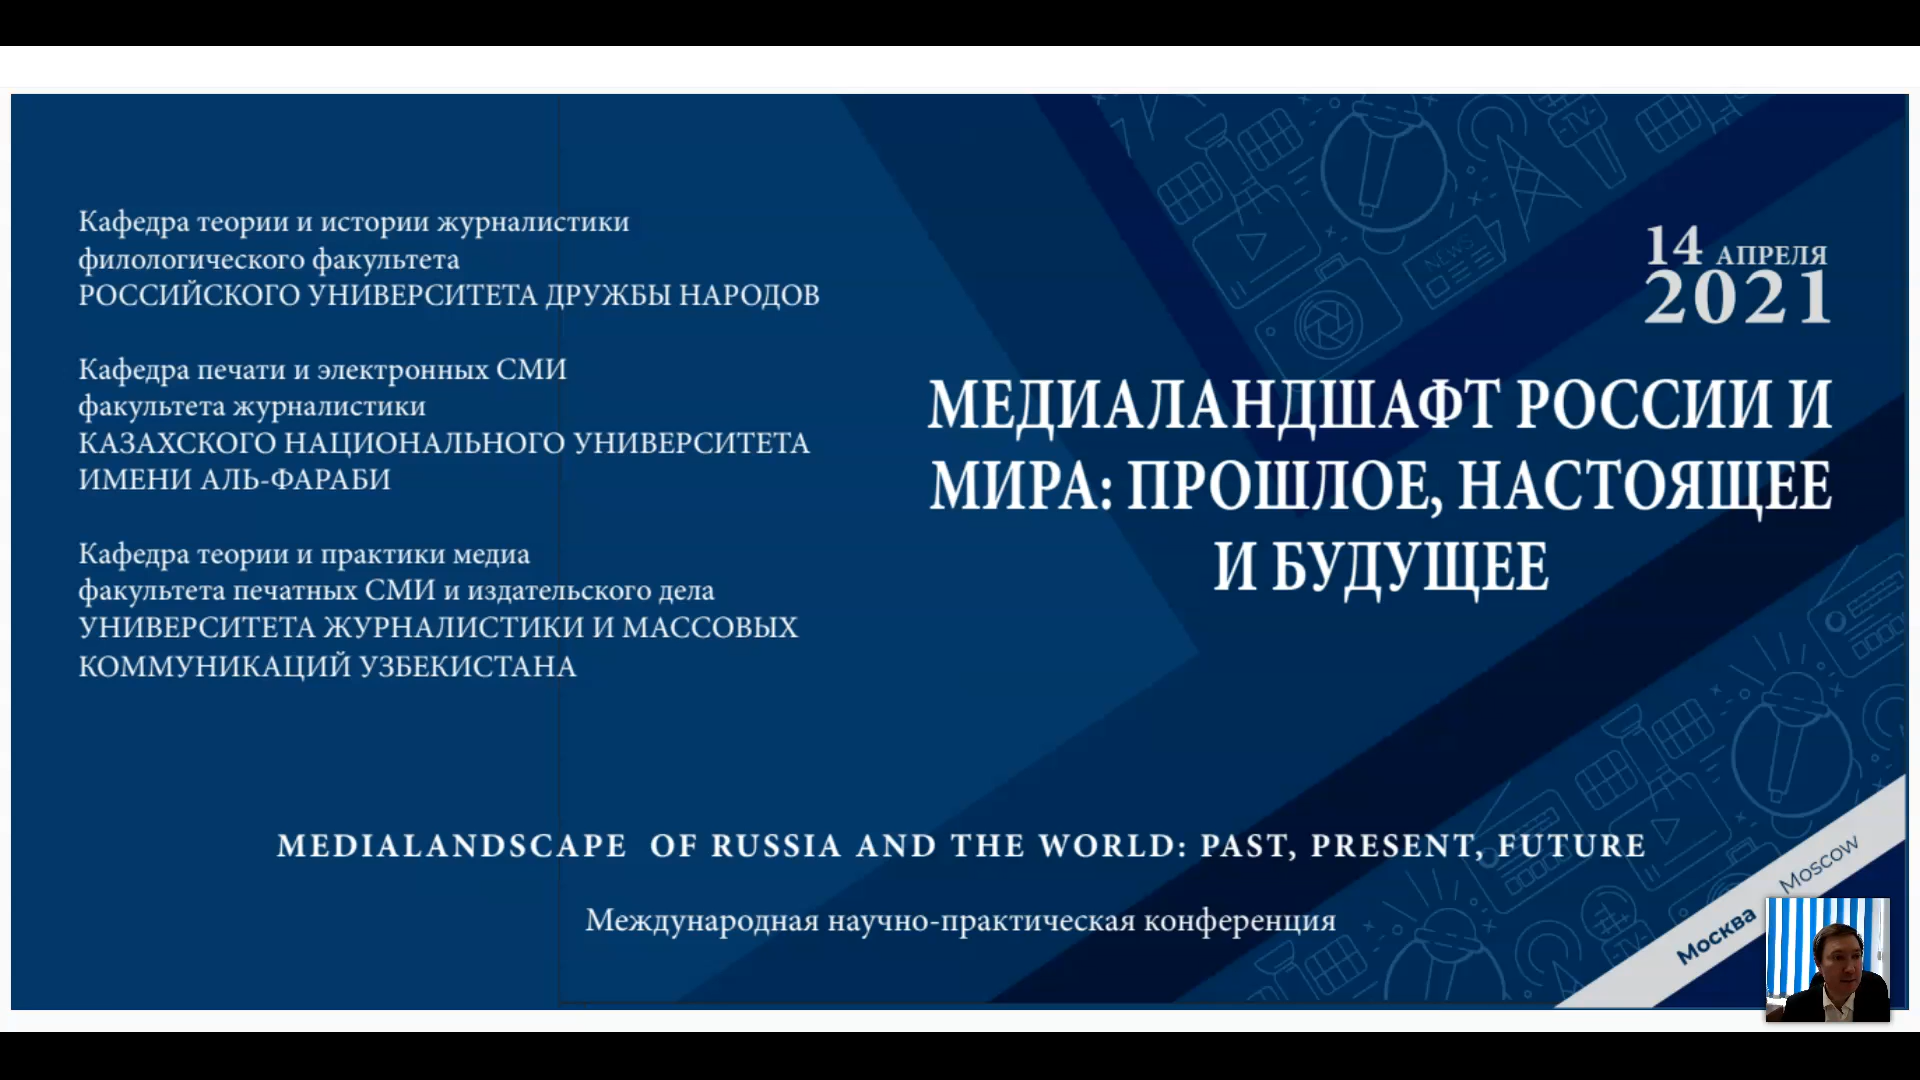 Кафедра теории и истории журналистики
филологического факультета
РОССИЙСКОГО УНИВЕРСИТЕТА ДРУЖБЫ НАРОДОВ
Кафедра печати и электронных СМИ
факультета журналистики
КАЗАХСКОГО НАЦИОНАЛЬНОГО УНИВЕРСИТЕТА
ИМЕНИ АЛЬ-ФАРАБИ
Кафедра теории и практики медиа
факультета печатных СМИ и издательского дела
УНИВЕРСИТЕТА ЖУРНАЛИСТИКИ И МАССОВЫХ
КОММУНИКАЦИЙ УЗБЕКИСТАНА
14 АПРЕЛЯ
2021
МЕДИАЛАНДШАФТ РОССИИ И
МИРА: ПРОШЛОЕ, НАСТОЯЩЕЕ
И БУДУЩЕЕ
NEWS
TV
MEDIALANDSCAPE OF RUSSIA AND THE WORLD: PAST, PRESENT, FUTURE
Международная научно-практическая конференция
Москва Moscow